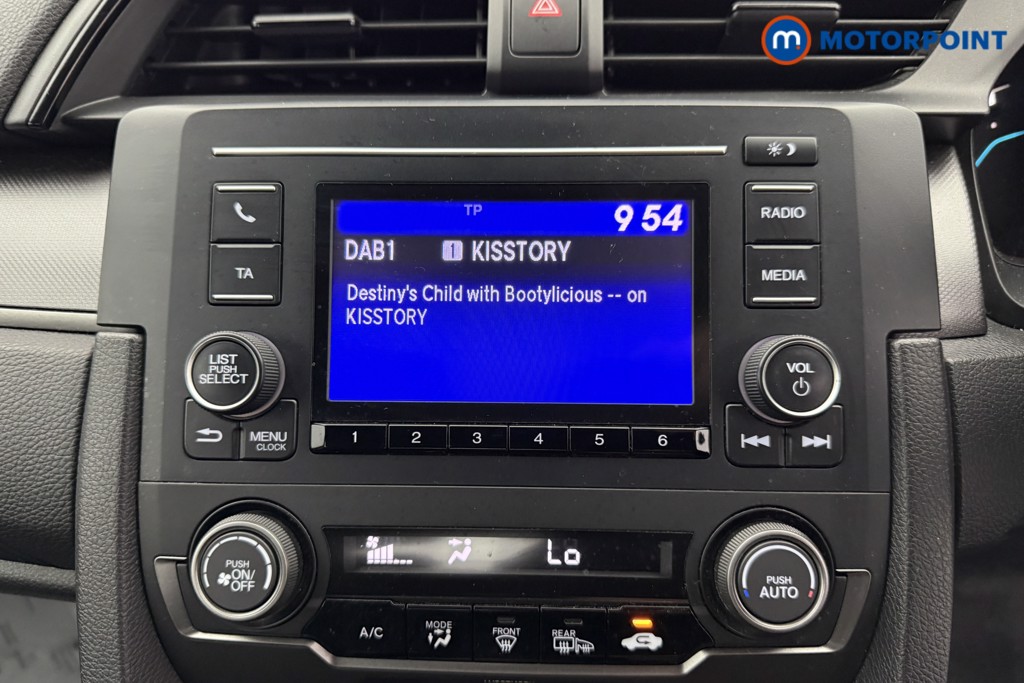 m MOTORPOINT
TP 9 54
DAB1 1 KISSTORY
Destiny's Child with Bootylicious -- on
KISSTORY
TA
RADIO
MEDIA
LIST
PUSH
SELECT
VOL
MENU
CLOCK
1 2 3 4 5 6
PUSH
ON/
OFF
Lo
PUSH
AUTO
A/C
MODE
FRONT
REAR